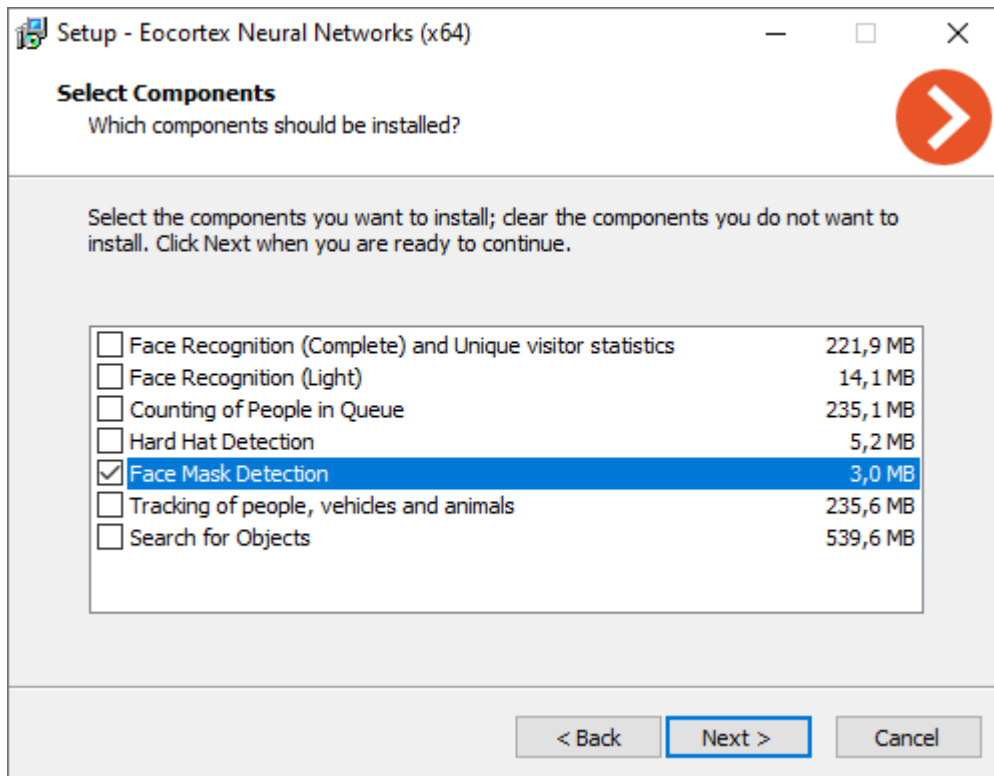 Setup - Eocortex Neural Networks (x64)
Select Components
Which components should be installed?
Select the components you want to install; clear the components you do not want to
install. Click Next when you are ready to continue.
Face Recognition (Complete) and Unique visitor statistics 221,9 MB
Face Recognition (Light) 14,1 MB
Counting of People in Queue 235,1 MB
Hard Hat Detection 5,2 MB
Face Mask Detection 3,0 MB
Tracking of people, vehicles and animals 235,6 MB
Search for Objects 539,6 MB
< Back Next > Cancel